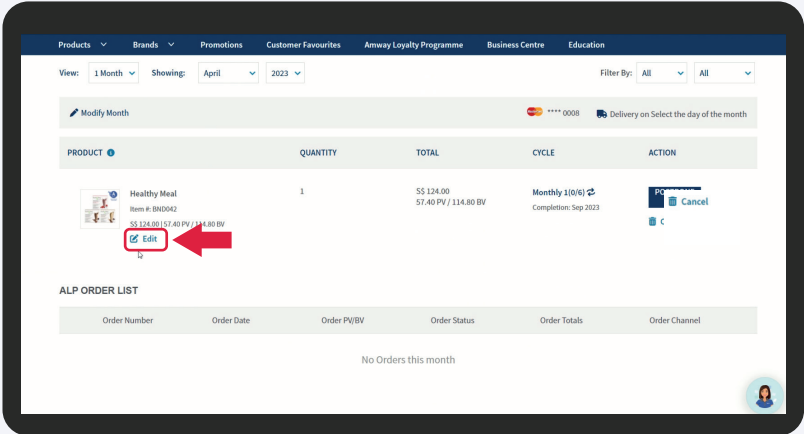 Products Brands Promotions Customer Favourites Amway Loyalty Programme Business Centre Education
View: 1 Month Showing: April 2023 Filter By: All All
Modify Month **** 0008 Delivery on Select the day of the month
PRODUCT QUANTITY TOTAL CYCLE ACTION
Healthy Meal 1 S$ 124.00 Monthly 1(0/6)
Item #: BND042 57.40 PV / 114.80 BV Completion: Sep 2023 Cancel
S$ 124.00 | 57.40 PV / 114.80 BV
Edit
ALP ORDER LIST
Order Number Order Date Order PV/BV Order Status Order Totals Order Channel
No Orders this month